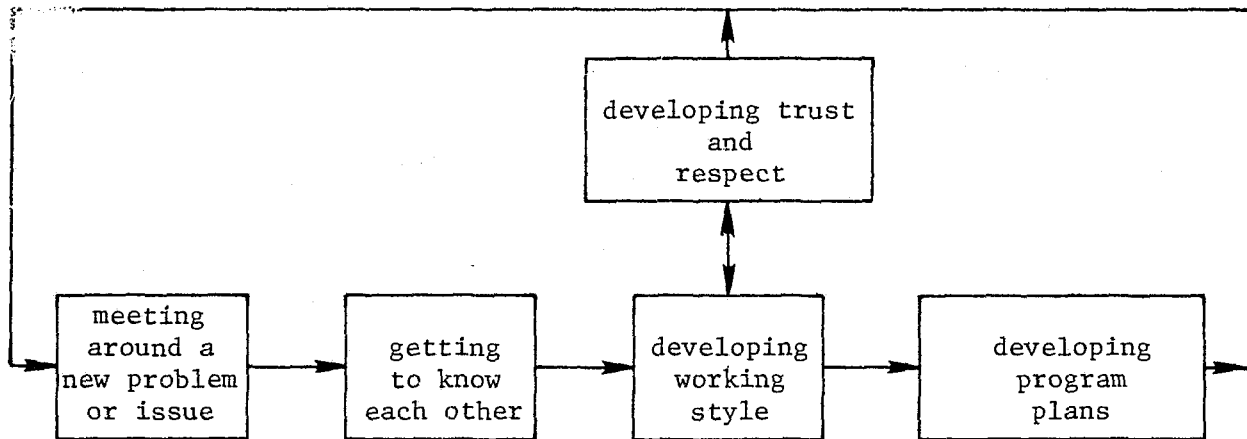 developing trust
and
respect
meeting
around a
new problem
or issue
getting
to know
each other
developing
working
style
developing
program
plans